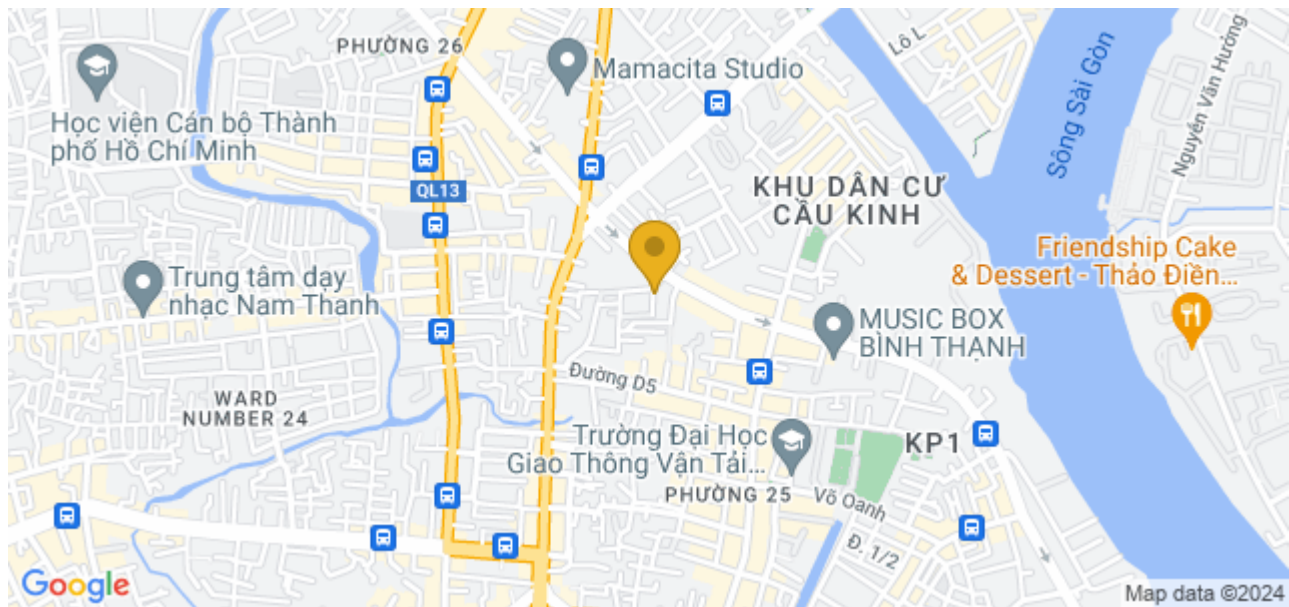 PHƯỜNG 26
Mamacita Studio
Lô L
Sông Sài Gòn
Nguyễn Văn Hưởng
Học viện Cán bộ Thành
phố Hồ Chí Minh
QL13
KHU DÂN CƯ
CẦU KINH
Friendship Cake
& Dessert - Thảo Điền...
Trung tâm dạy
nhạc Nam Thanh
MUSIC BOX
BÌNH THẠNH
Đường D5
WARD
NUMBER 24
Trường Đại Học
Giao Thông Vận Tải...
KP1
PHƯỜNG 25
Võ Oanh
Đ. 1/2
Google
Map data ©2024